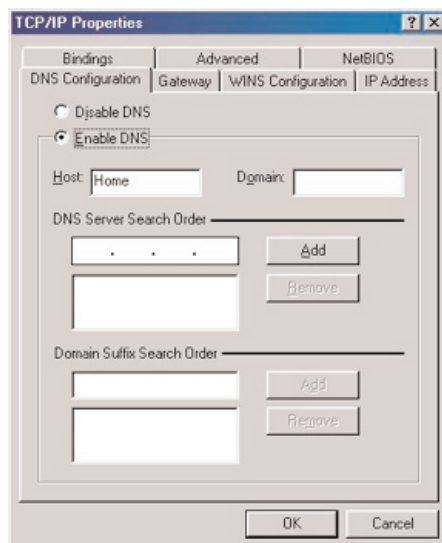 TCP/IP Properties
Bindings Advanced NetBIOS
DNS Configuration Gateway WINS Configuration IP Address
Disable DNS
Enable DNS
Host: Home Domain:
DNS Server Search Order
. . .
Add
Remove
Domain Suffix Search Order
Add
Remove
OK Cancel